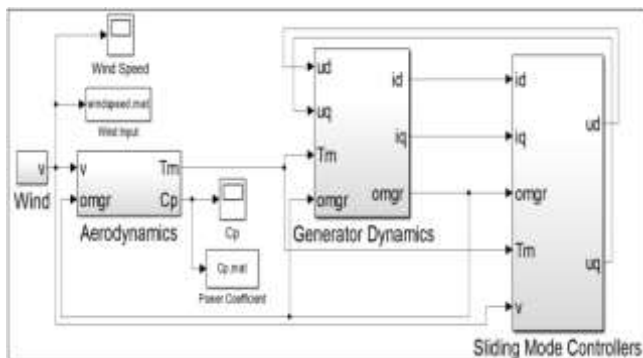 Wind Speed
windspeed.mat
Wind Input
v
Wind
v
omgr
Tm
Cp
Aerodynamics
Cp
Cp.mat
Power Coefficient
ud
uq
Tm
omgr
id
iq
omgr
Generator Dynamics
id
iq
omgr
Tm
v
ud
uq
Sliding Mode Controllers